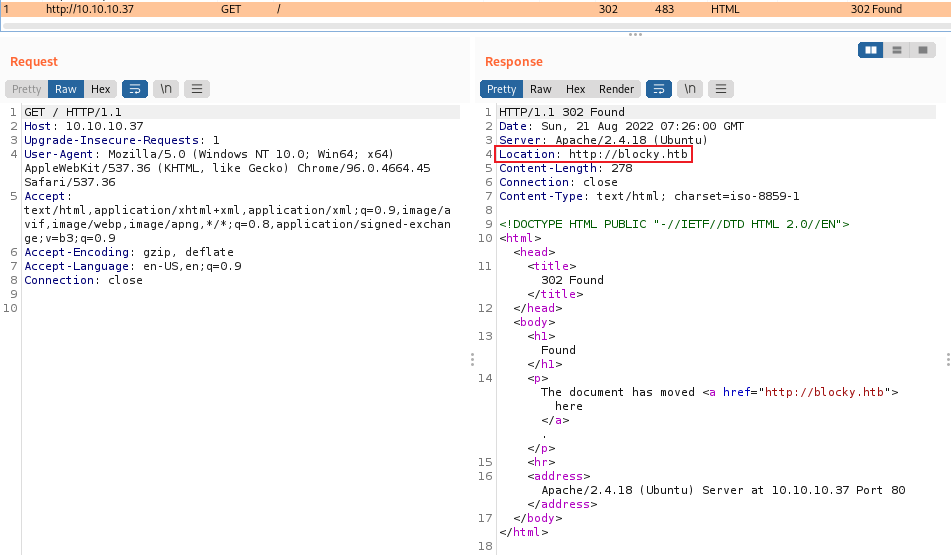 1 http://10.10.10.37 GET / 302 483 HTML 302 Found
Request
Pretty Raw Hex \n
1 GET / HTTP/1.1
2 Host: 10.10.10.37
3 Upgrade-Insecure-Requests: 1
4 User-Agent: Mozilla/5.0 (Windows NT 10.0; Win64; x64)
AppleWebKit/537.36 (KHTML, like Gecko) Chrome/96.0.4664.45
Safari/537.36
5 Accept:
text/html,application/xhtml+xml,application/xml;q=0.9,image/a
vif,image/webp,image/apng,*/*;q=0.8,application/signed-exchan
ge;v=b3;q=0.9
6 Accept-Encoding: gzip, deflate
7 Accept-Language: en-US,en;q=0.9
8 Connection: close
9
10
Response
Pretty Raw Hex Render \n
1 HTTP/1.1 302 Found
2 Date: Sun, 21 Aug 2022 07:26:00 GMT
3 Server: Apache/2.4.18 (Ubuntu)
4 Location: http://blocky.htb
5 Content-Length: 278
6 Connection: close
7 Content-Type: text/html; charset=iso-8859-1
8
9 <!DOCTYPE HTML PUBLIC "-//IETF//DTD HTML 2.0//EN">
10 <html>
<head>
11 <title>
302 Found
</title>
12 </head>
<body>
13 <h1>
Found
</h1>
14 <p>
The document has moved <a href="http://blocky.htb">
here
</a>
.
</p>
15 <hr>
16 <address>
Apache/2.4.18 (Ubuntu) Server at 10.10.10.37 Port 80
</address>
17 </body>
</html>
18